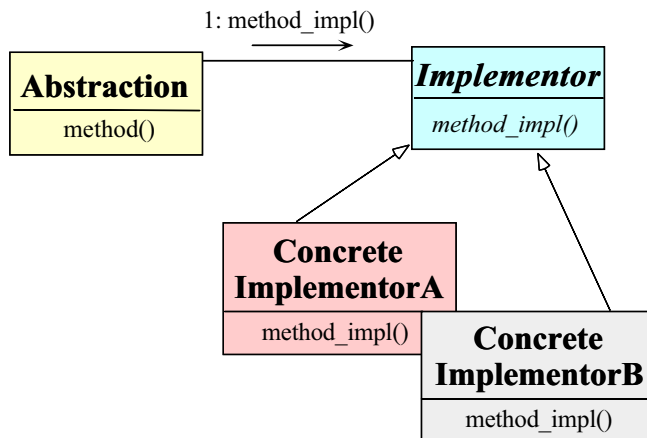 1: method_impl()
Abstraction
method()
Implementor
method_impl()
Concrete
ImplementorA
method_impl()
Concrete
ImplementorB
method_impl()